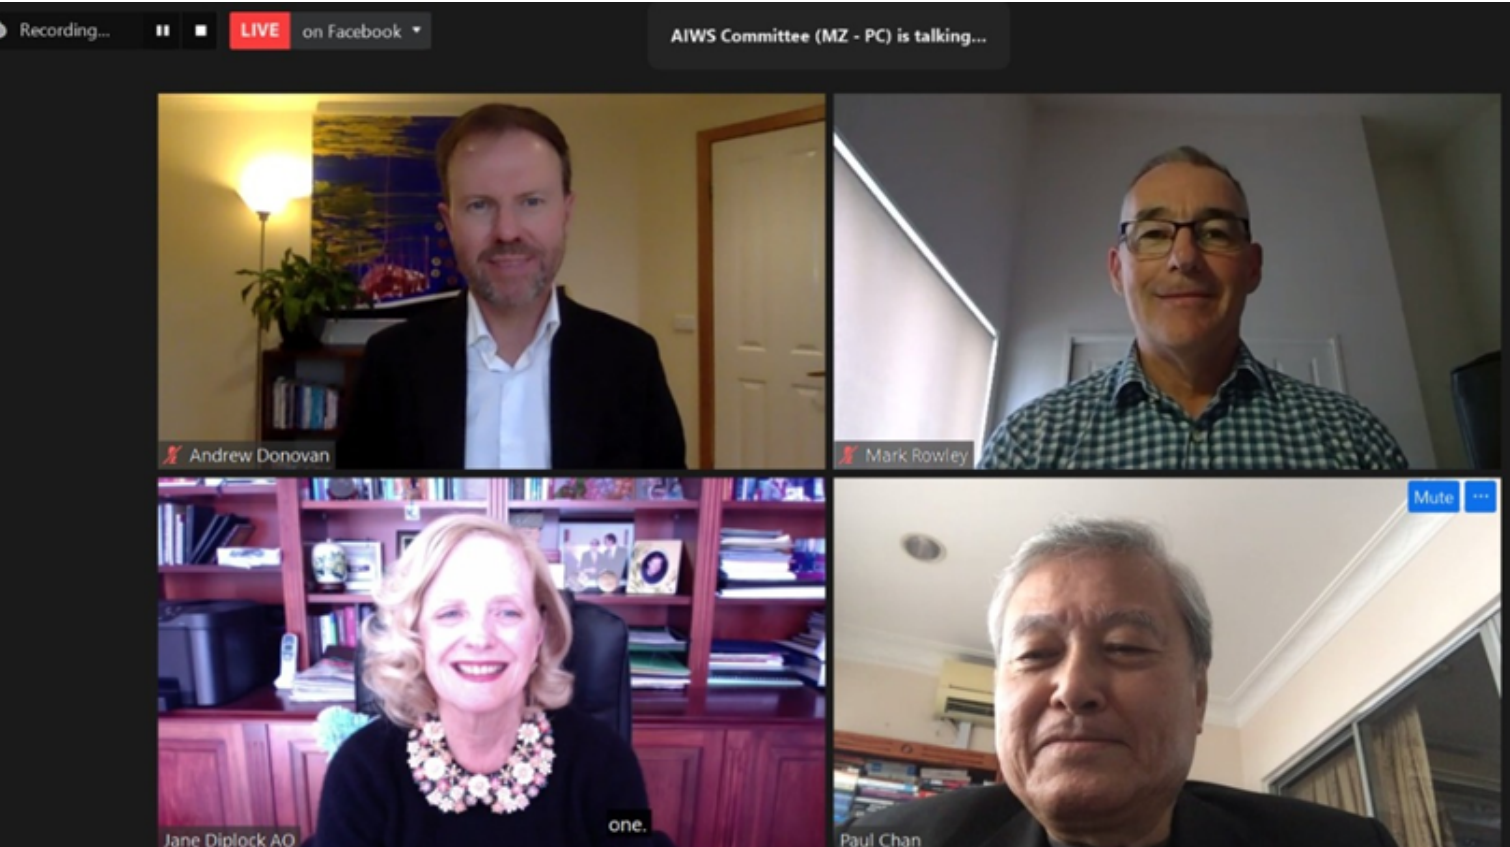 Recording...
LIVE on Facebook
AIWS Committee (MZ - PC) is talking...
Andrew Donovan
Mark Rowley
Mute ...
one.
Jane Diplock AO
Paul Chan